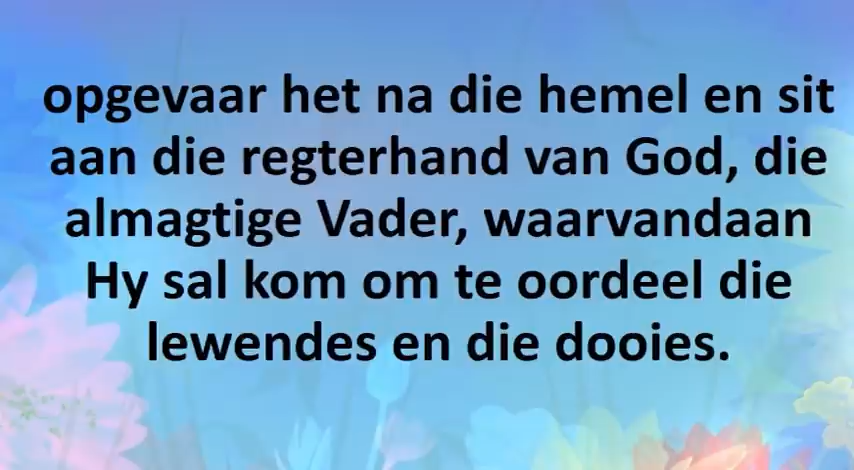 opgevaar het na die hemel en sit
aan die regterhand van God, die
almagtige Vader, waarvandaan
Hy sal kom om te oordeel die
lewendes en die dooies.